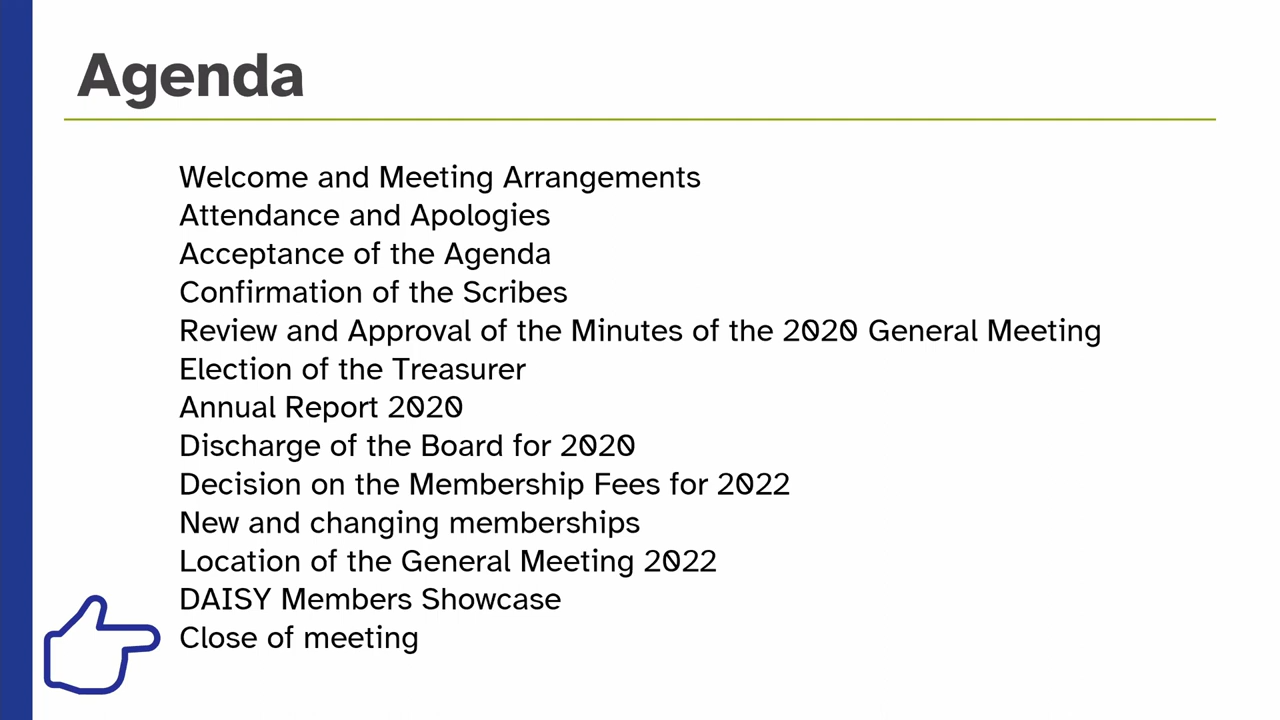 Agenda
Welcome and Meeting Arrangements
Attendance and Apologies
Acceptance of the Agenda
Confirmation of the Scribes
Review and Approval of the Minutes of the 2020 General Meeting
Election of the Treasurer
Annual Report 2020
Discharge of the Board for 2020
Decision on the Membership Fees for 2022
New and changing memberships
Location of the General Meeting 2022
DAISY Members Showcase
Close of meeting